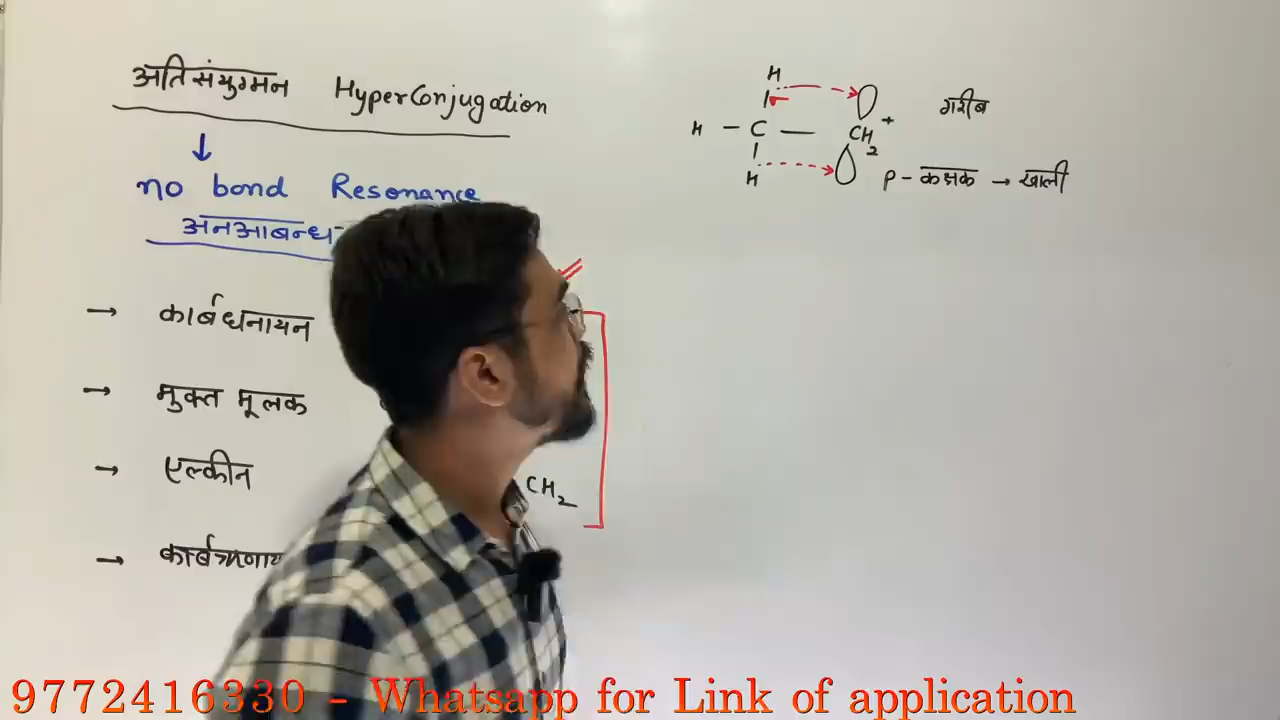 अतिसंयुग्मन HyperConjugation
↓
no bond Resonance
अनआबन्ध
→ कार्बधनायन
→ मुक्त मूलक
→ एल्कीन
CH2
→
H
H - C — CH2 + गरीब
H
p - कक्षक → खाली
9772416330 - Whatsapp for Link of application